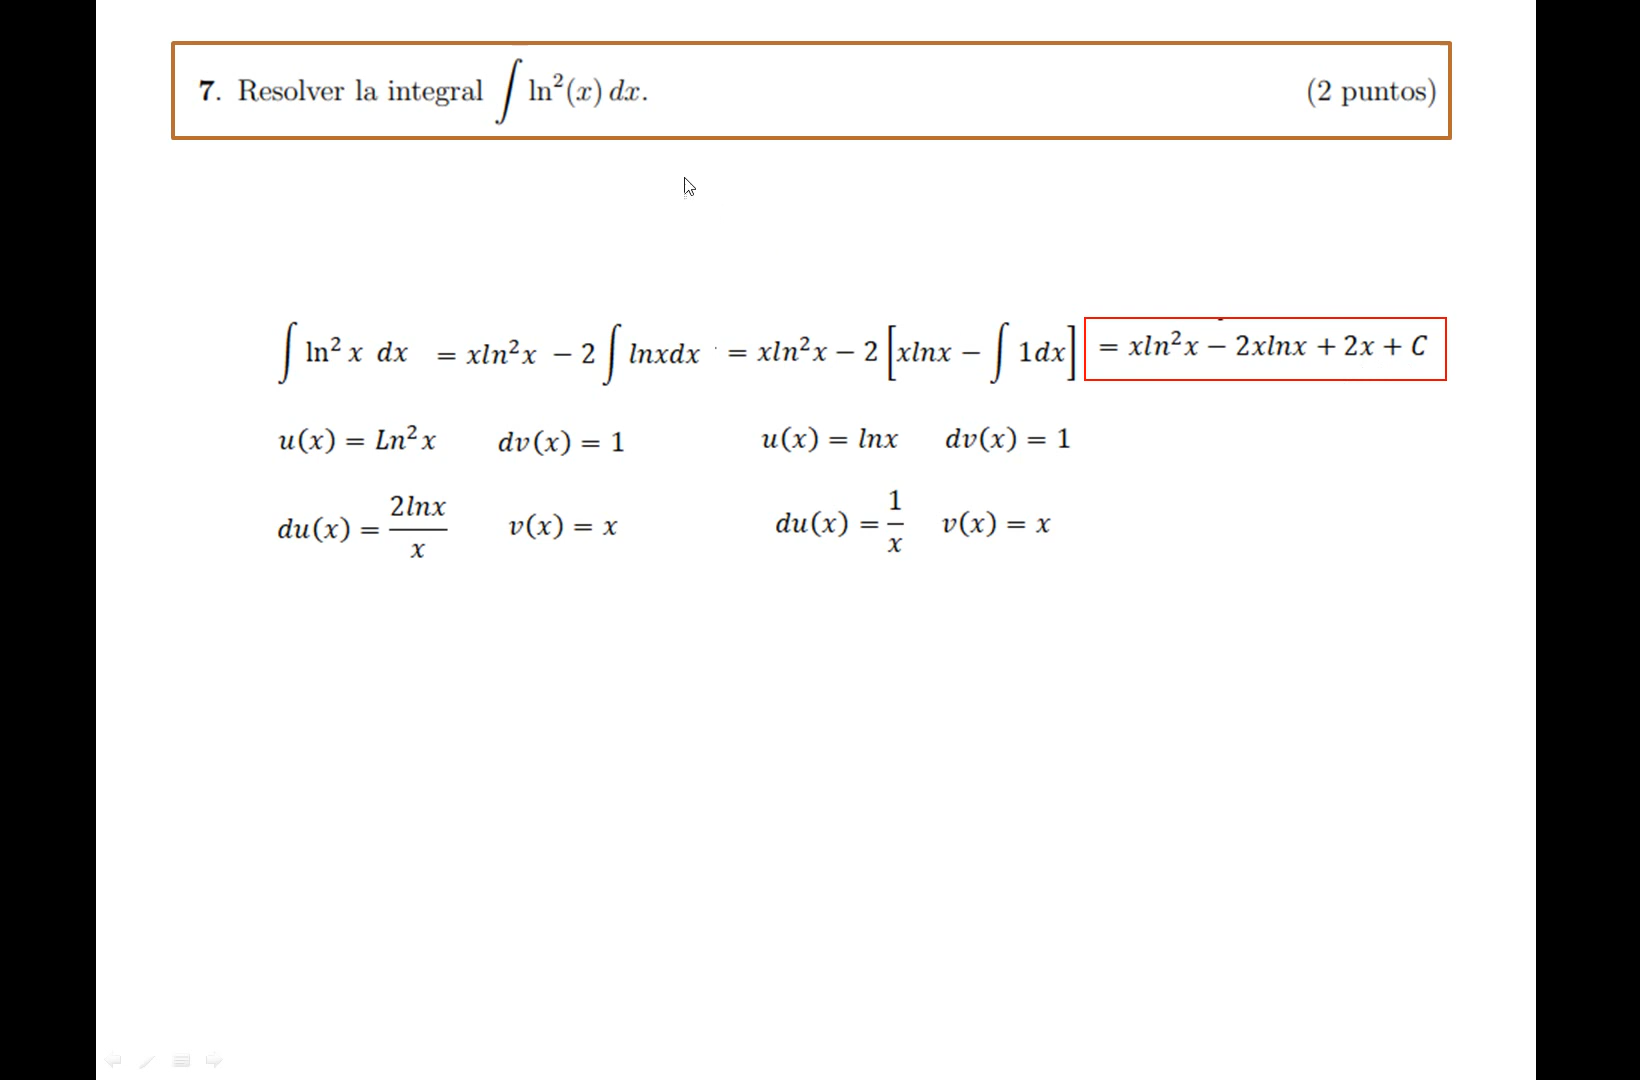 7. Resolver la integral ∫ ln²(x) dx. (2 puntos)
∫ ln² x dx = xln²x − 2 ∫ lnxdx = xln²x − 2 [xlnx − ∫ 1dx] = xln²x − 2xlnx + 2x + C
u(x) = Ln²x dv(x) = 1 u(x) = lnx dv(x) = 1
du(x) = 2lnx/x v(x) = x du(x) = 1/x v(x) = x